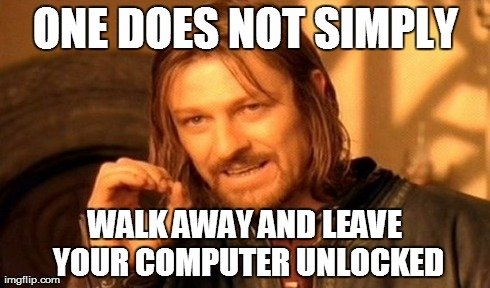 ONE DOES NOT SIMPLY
WALK AWAY AND LEAVE
YOUR COMPUTER UNLOCKED
imgflip.com